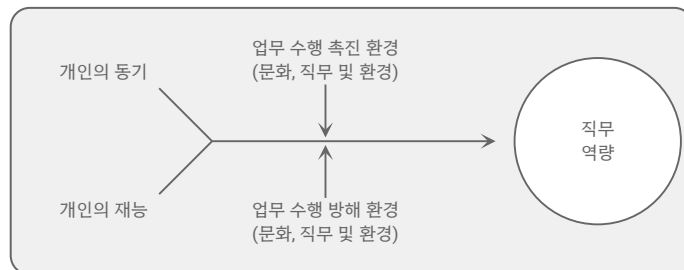 개인의 동기
업무 수행 촉진 환경
(문화, 직무 및 환경)
직무
역량
개인의 재능
업무 수행 방해 환경
(문화, 직무 및 환경)